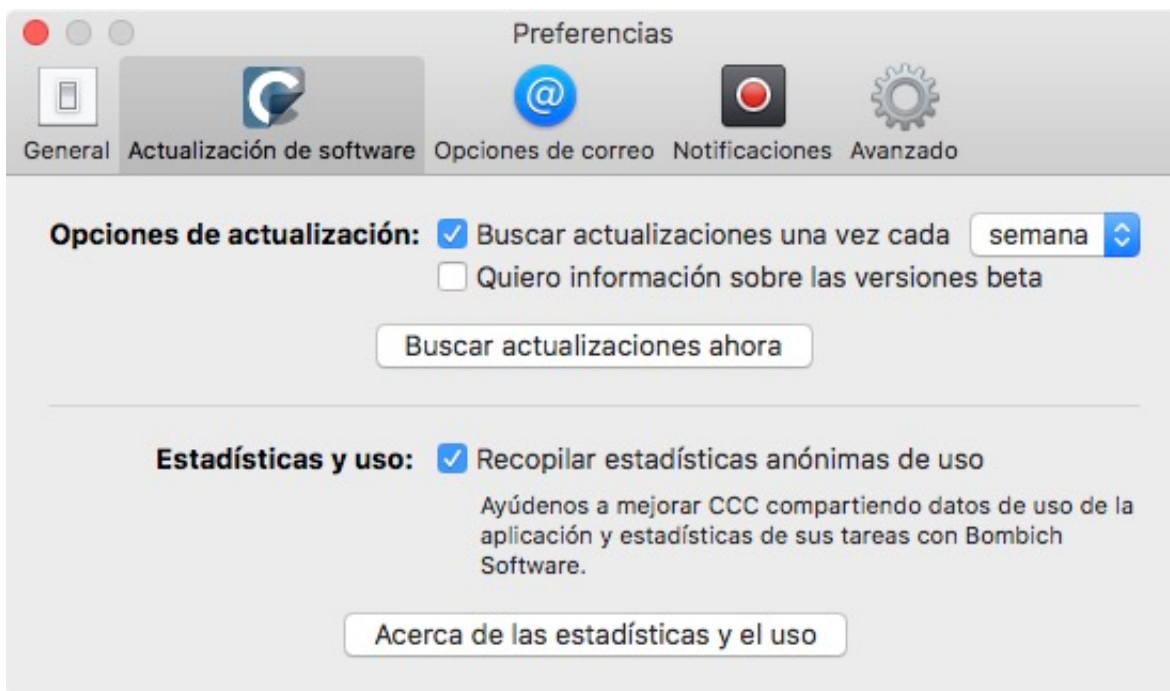 Preferencias
General Actualización de software Opciones de correo Notificaciones Avanzado
Opciones de actualización: Buscar actualizaciones una vez cada semana
Quiero información sobre las versiones beta
Buscar actualizaciones ahora
Estadísticas y uso: Recopilar estadísticas anónimas de uso
Ayúdenos a mejorar CCC compartiendo datos de uso de la
aplicación y estadísticas de sus tareas con Bombich
Software.
Acerca de las estadísticas y el uso